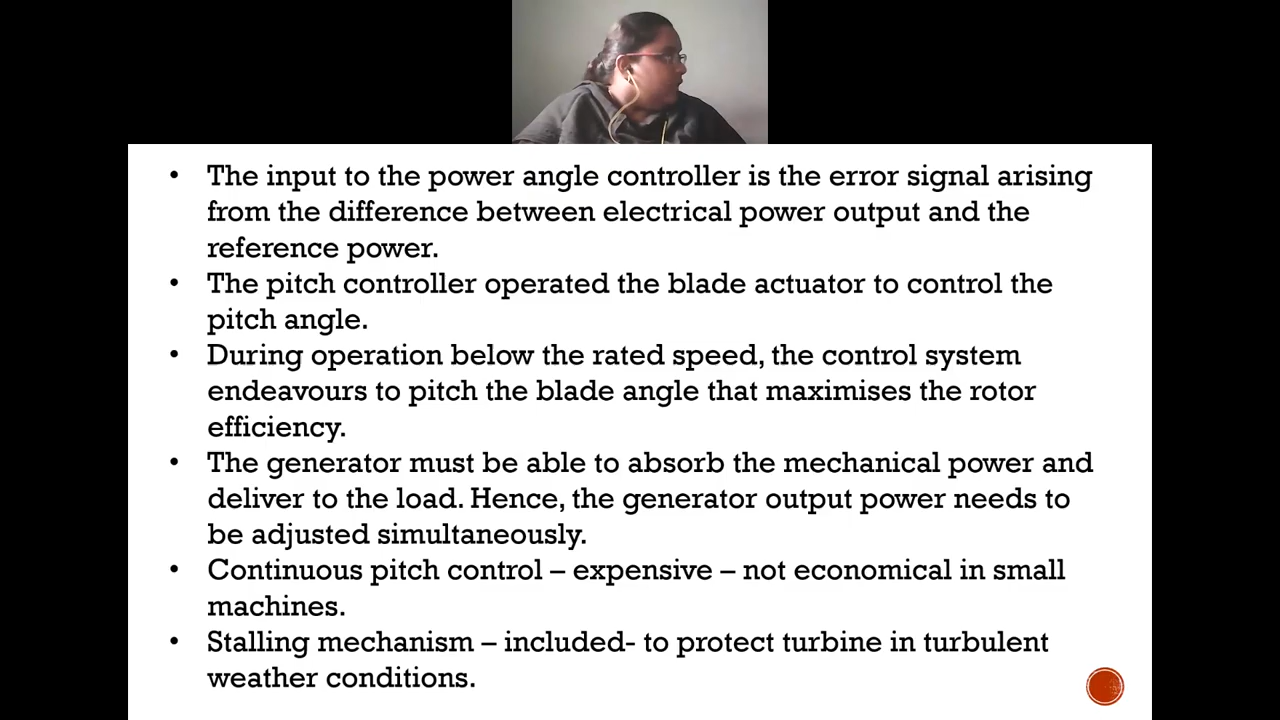 • The input to the power angle controller is the error signal arising
from the difference between electrical power output and the
reference power.
• The pitch controller operated the blade actuator to control the
pitch angle.
• During operation below the rated speed, the control system
endeavours to pitch the blade angle that maximises the rotor
efficiency.
• The generator must be able to absorb the mechanical power and
deliver to the load. Hence, the generator output power needs to
be adjusted simultaneously.
• Continuous pitch control – expensive – not economical in small
machines.
• Stalling mechanism – included- to protect turbine in turbulent
weather conditions.